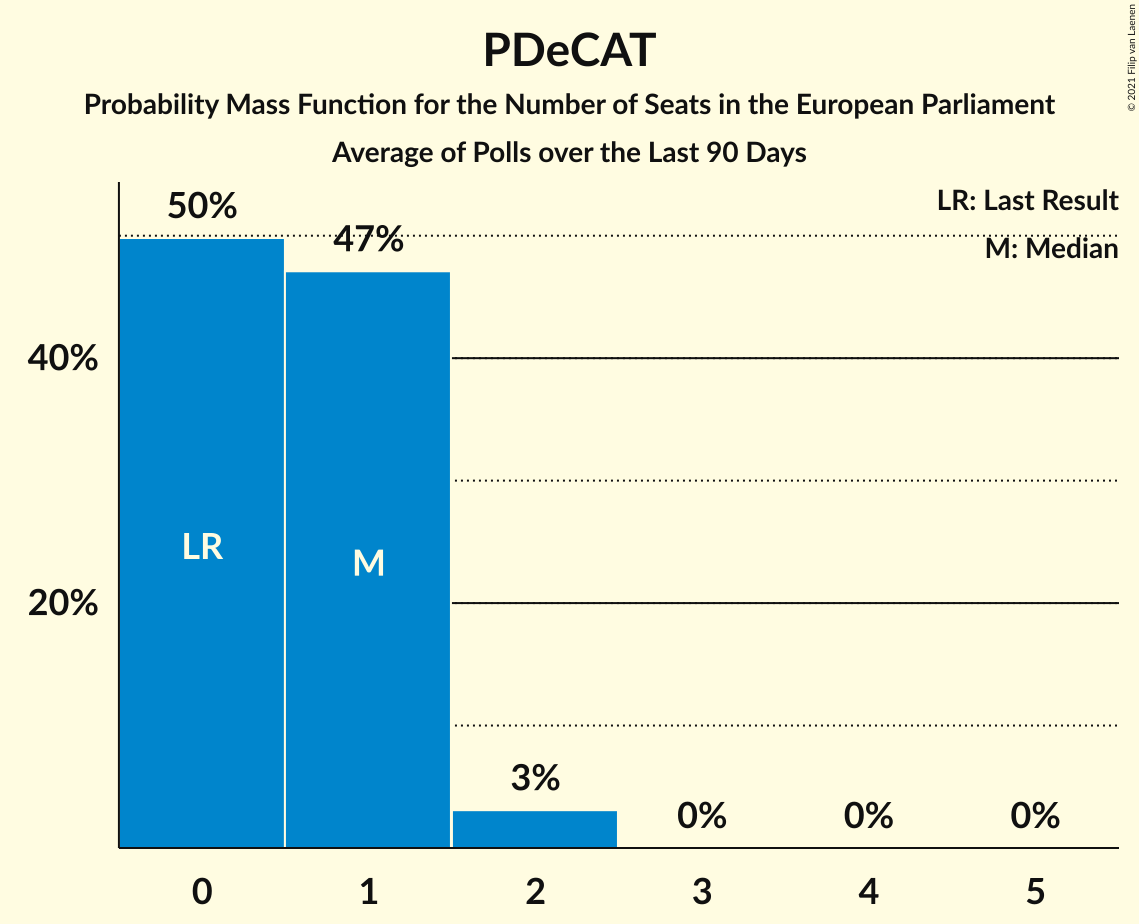 PDeCAT
Probability Mass Function for the Number of Seats in the European Parliament
Average of Polls over the Last 90 Days
© 2021 Filip van Laenen
LR: Last Result
M: Median
50%
47%
40%
20%
LR
M
3%
0%
0%
0%
0
1
2
3
4
5